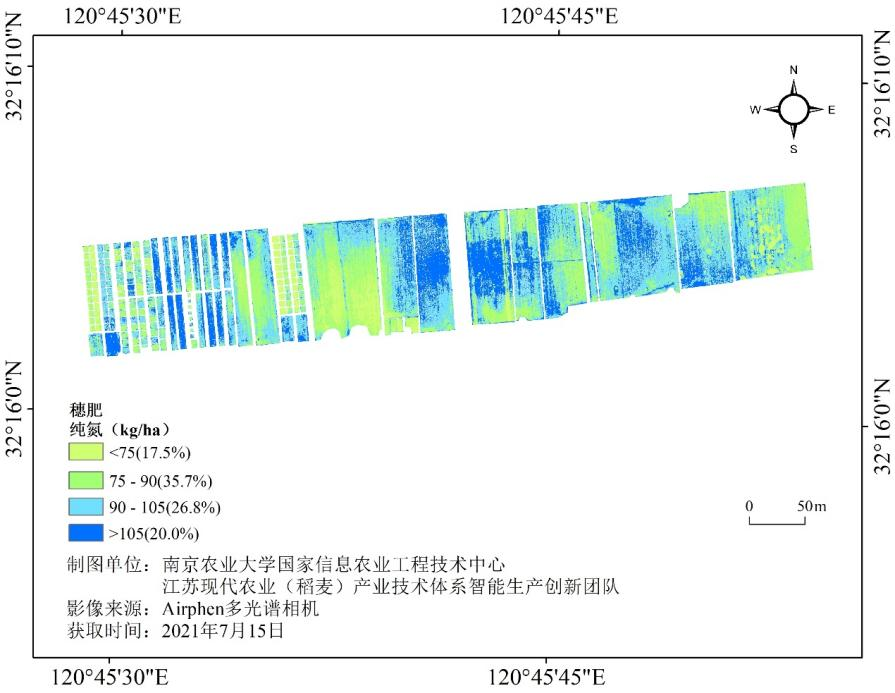 120°45'30"E
120°45'45"E
32°16'10"N
32°16'10"N
N
W
E
S
32°16'0"N
32°16'0"N
穗肥
纯氮（kg/ha）
<75(17.5%)
75 - 90(35.7%)
90 - 105(26.8%)
>105(20.0%)
0 50m
制图单位：南京农业大学国家信息农业工程技术中心
江苏现代农业（稻麦）产业技术体系智能生产创新团队
影像来源：Airphen多光谱相机
获取时间：2021年7月15日
120°45'30"E
120°45'45"E